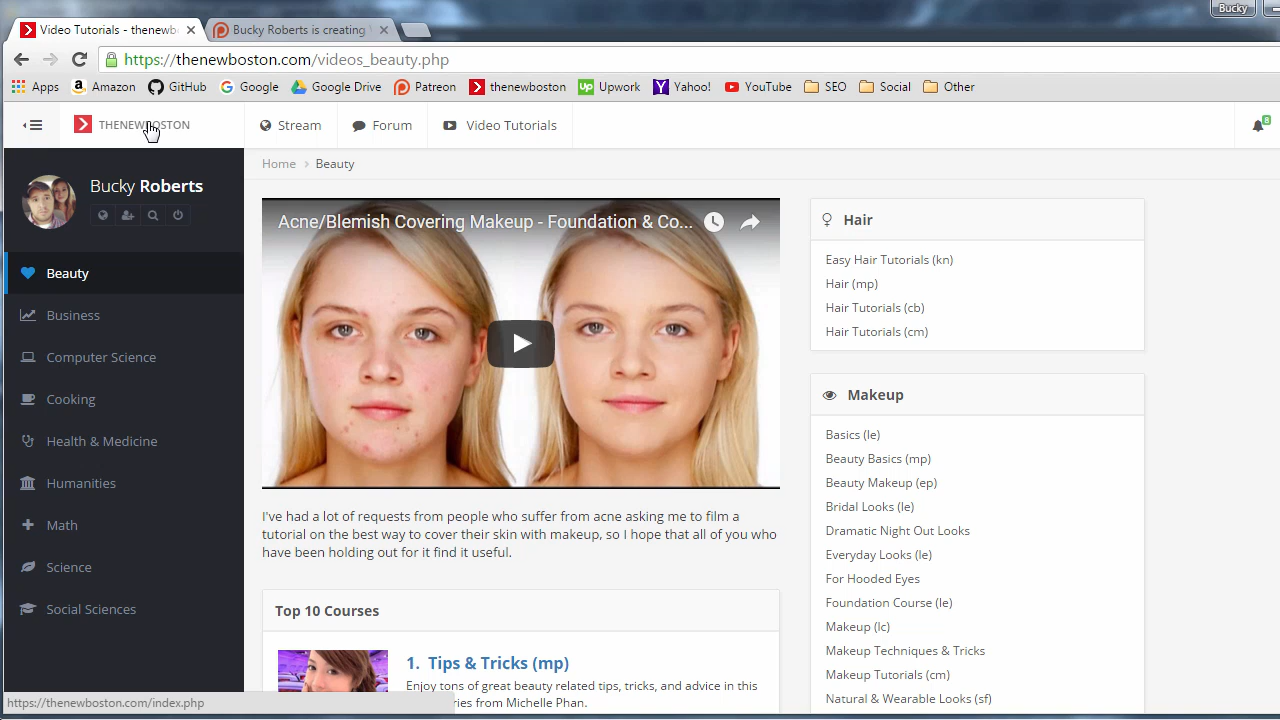 Bucky
Video Tutorials - thenewb
Bucky Roberts is creating
https://thenewboston.com/videos_beauty.php
Apps
Amazon
GitHub
Google
Google Drive
Patreon
thenewboston
Up Upwork
Yahoo!
YouTube
SEO
Social
Other
THENEWBOSTON
Stream
Forum
Video Tutorials
8
Bucky Roberts
Home > Beauty
Beauty
Business
Computer Science
Cooking
Health & Medicine
Humanities
Math
Science
Social Sciences
Acne/Blemish Covering Makeup - Foundation & Co...
I've had a lot of requests from people who suffer from acne asking me to film a
tutorial on the best way to cover their skin with makeup, so I hope that all of you who
have been holding out for it find it useful.
Top 10 Courses
1. Tips & Tricks (mp)
Enjoy tons of great beauty related tips, tricks, and advice in this
eries from Michelle Phan.
Hair
Easy Hair Tutorials (kn)
Hair (mp)
Hair Tutorials (cb)
Hair Tutorials (cm)
Makeup
Basics (le)
Beauty Basics (mp)
Beauty Makeup (ep)
Bridal Looks (le)
Dramatic Night Out Looks
Everyday Looks (le)
For Hooded Eyes
Foundation Course (le)
Makeup (lc)
Makeup Techniques & Tricks
Makeup Tutorials (cm)
Natural & Wearable Looks (sf)
https://thenewboston.com/index.php